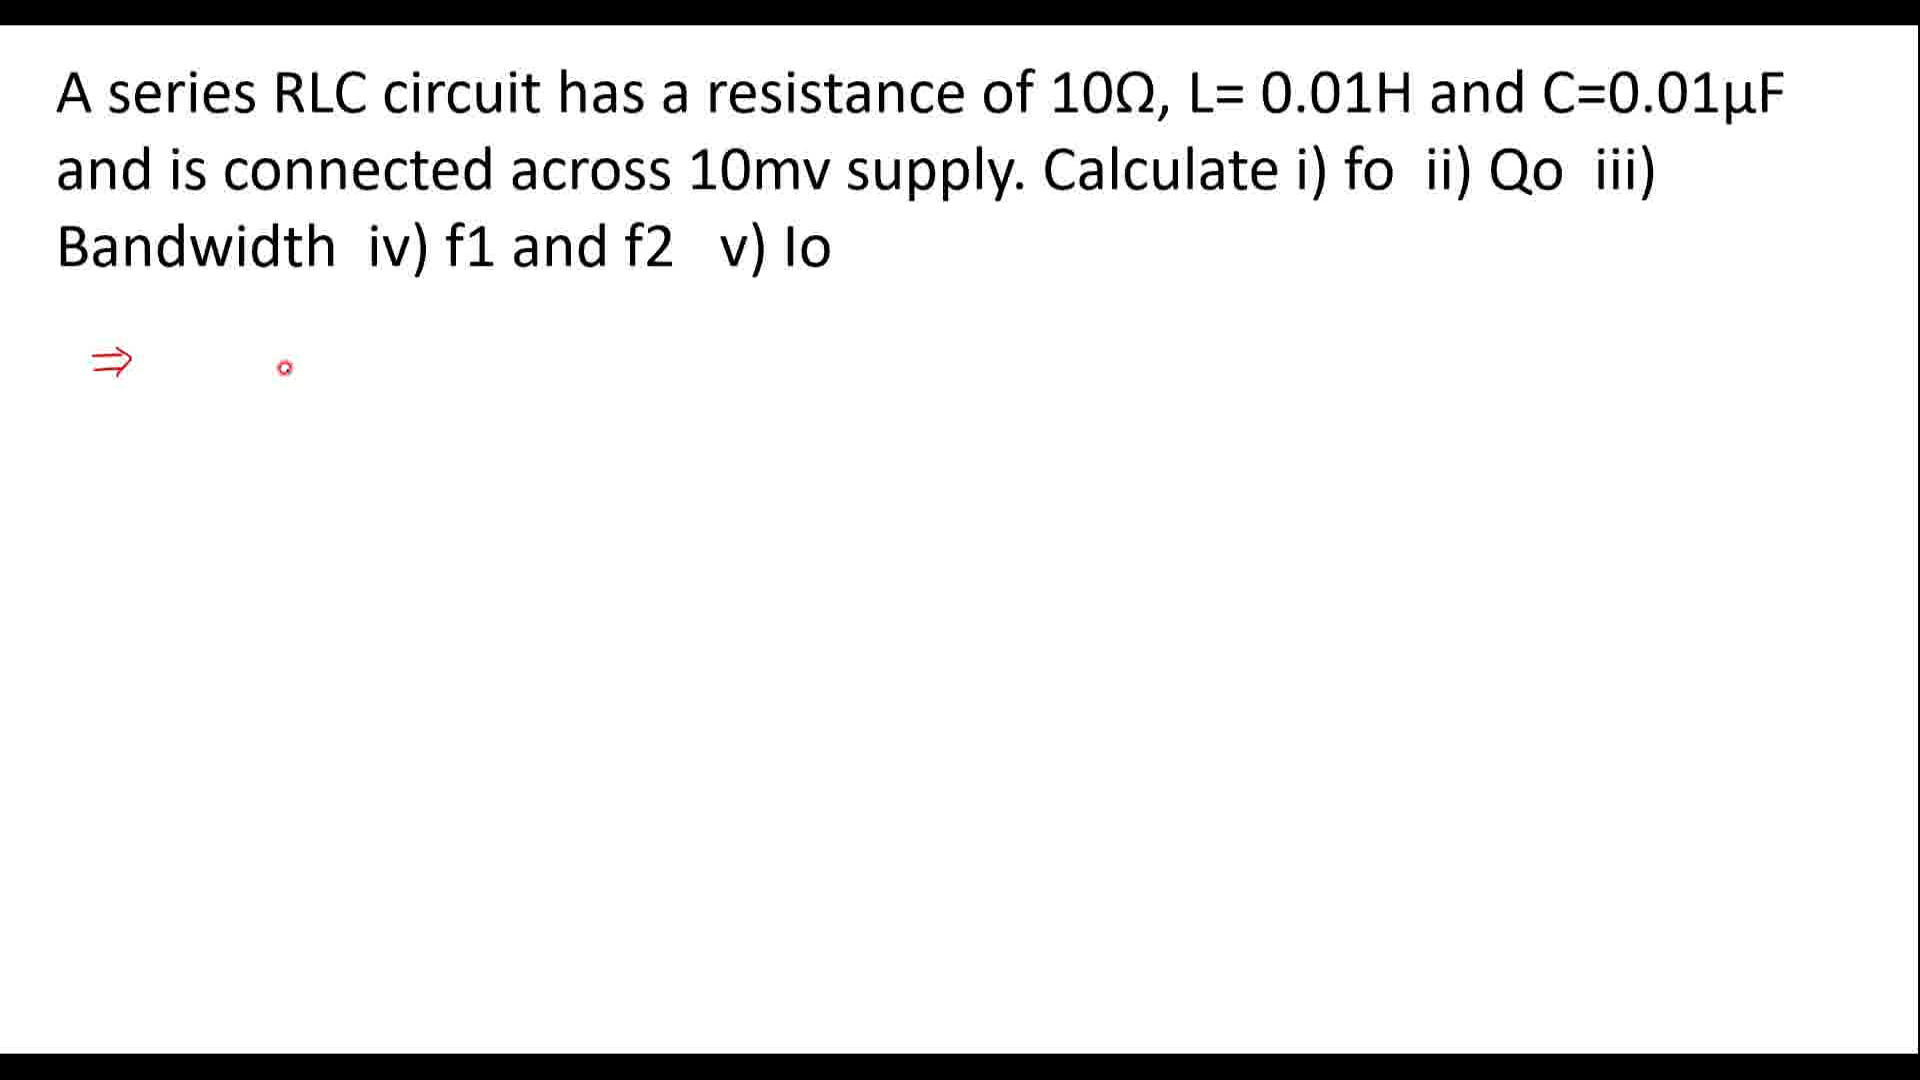 A series RLC circuit has a resistance of 10Ω, L= 0.01H and C=0.01µF
and is connected across 10mv supply. Calculate i) fo  ii) Qo  iii)
Bandwidth  iv) f1 and f2   v) Io
⇒